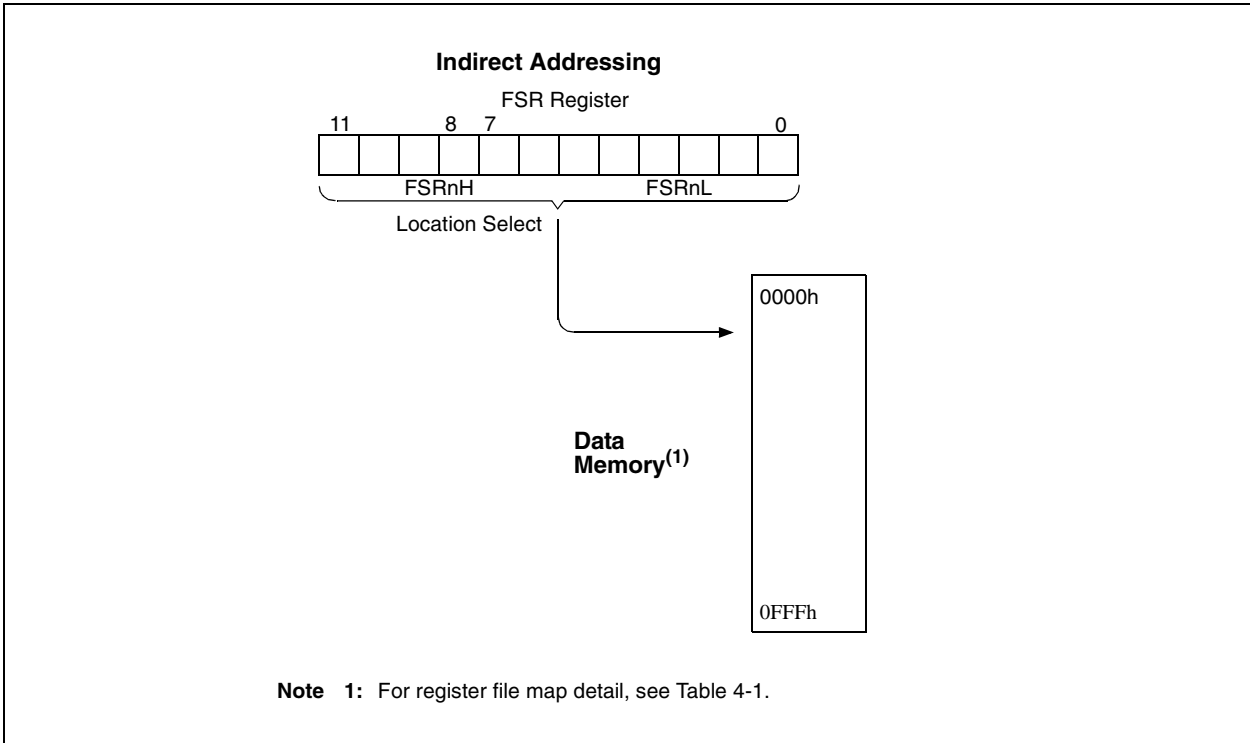 Indirect Addressing
FSR Register
11 8 7 0
FSRnH FSRnL
Location Select
0000h
Data
Memory(1)
0FFFh
Note 1: For register file map detail, see Table 4-1.